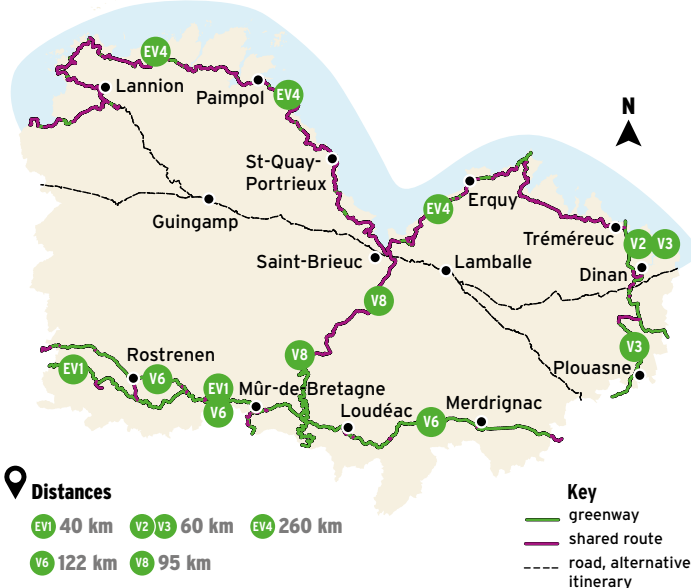 EV4
Lannion
Paimpol
EV4
N
St-Quay-
Portrieux
Erquy
EV4
Guingamp
Trémereuc
V2 V3
Saint-Brieuc
Lamballe
Dinan
V8
V8
V3
Rostrenen
EV1
V6
EV1
Mûr-de-Bretagne
Plouasne
V6
Loudéac
Merdrignac
V6
Distances
EV1 40 km V2 V3 60 km EV4 260 km
V6 122 km V8 95 km
Key
greenway
shared route
road, alternative
itinerary